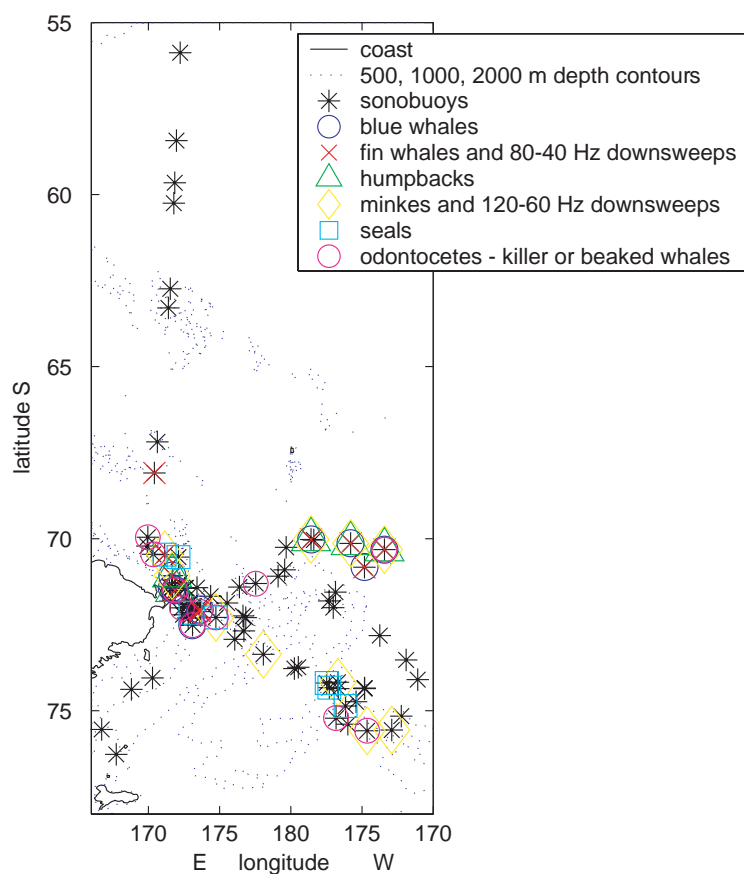 55
60
65
70
75
latitude S
coast
500, 1000, 2000 m depth contours
sonobuoys
blue whales
fin whales and 80-40 Hz downsweeps
humpbacks
minkes and 120-60 Hz downsweeps
seals
odontocetes - killer or beaked whales
170 175 180 175 170
E longitude W